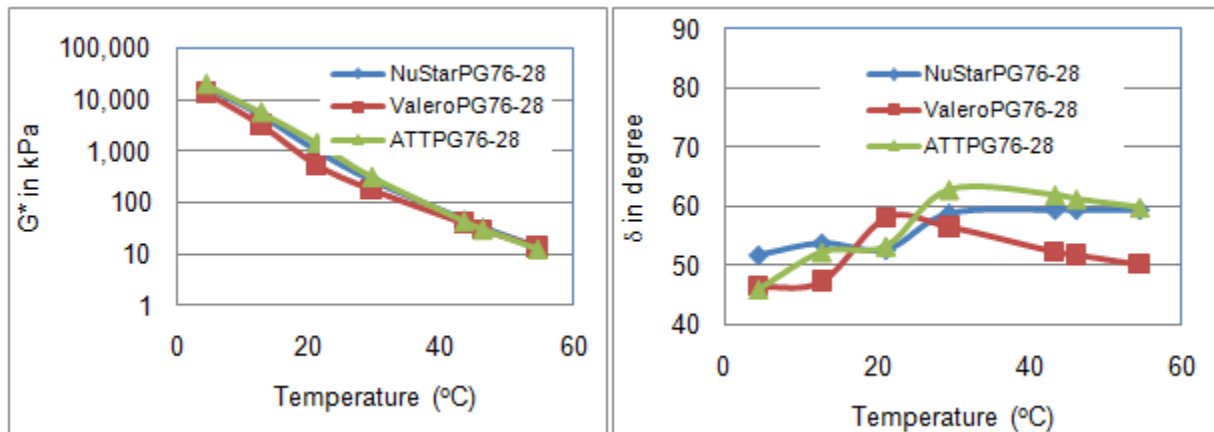 100,000
10,000
1,000
100
10
1
G* in kPa
NuStarPG76-28
ValeroPG76-28
ATTPG76-28
0
20
40
60
Temperature (ºC)
90
80
70
60
50
40
δ in degree
NuStarPG76-28
ValeroPG76-28
ATTPG76-28
0
20
40
60
Temperature (ºC)